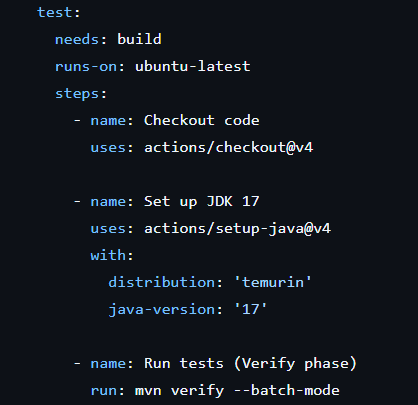 test:
  needs: build
  runs-on: ubuntu-latest
  steps:
    - name: Checkout code
      uses: actions/checkout@v4

    - name: Set up JDK 17
      uses: actions/setup-java@v4
      with:
        distribution: 'temurin'
        java-version: '17'

    - name: Run tests (Verify phase)
      run: mvn verify --batch-mode